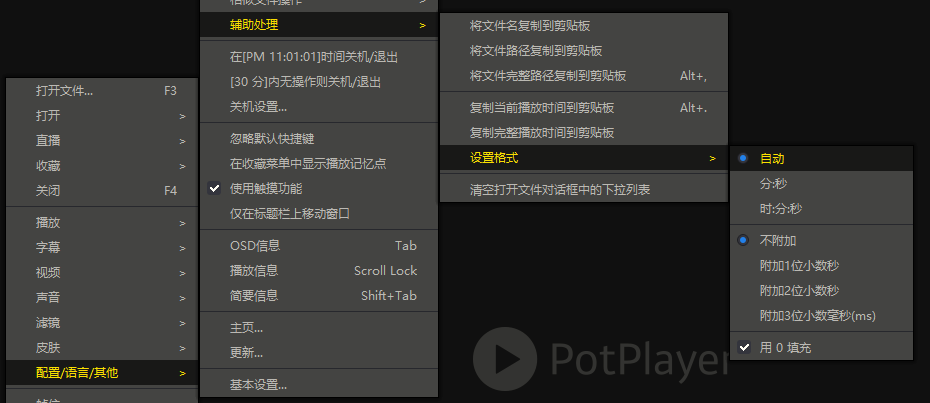 打开文件... F3
打开 >
直播 >
收藏 >
关闭 F4
播放 >
字幕 >
视频 >
声音 >
滤镜 >
皮肤 >
配置/语言/其他 >
相似文件操作 >
辅助处理 >
在[PM 11:01:01]时间关机/退出
[30 分]内无操作则关机/退出
关机设置...
忽略默认快捷键
在收藏菜单中显示播放记忆点
使用触摸功能
仅在标题栏上移动窗口
OSD信息 Tab
播放信息 Scroll Lock
简要信息 Shift+Tab
主页...
更新...
基本设置...
将文件名复制到剪贴板
将文件路径复制到剪贴板
将文件完整路径复制到剪贴板 Alt+,
复制当前播放时间到剪贴板 Alt+.
复制完整播放时间到剪贴板
设置格式 >
清空打开文件对话框中的下拉列表
自动
分:秒
时:分:秒
不附加
附加1位小数秒
附加2位小数秒
附加3位小数毫秒(ms)
用 0 填充
PotPlayer